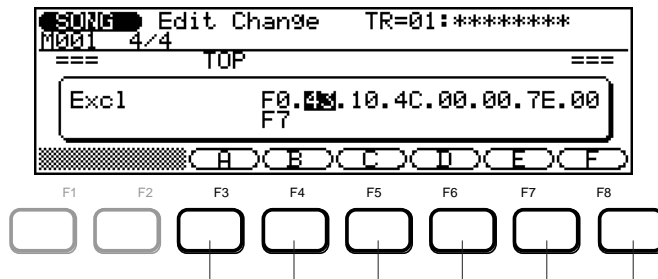 SONG Edit Change TR=01:********
M001 4/4
=== TOP ===
Excl F0.43.10.4C.00.00.7E.00
F7
A B C D E F
F1 F2 F3 F4 F5 F6 F7 F8